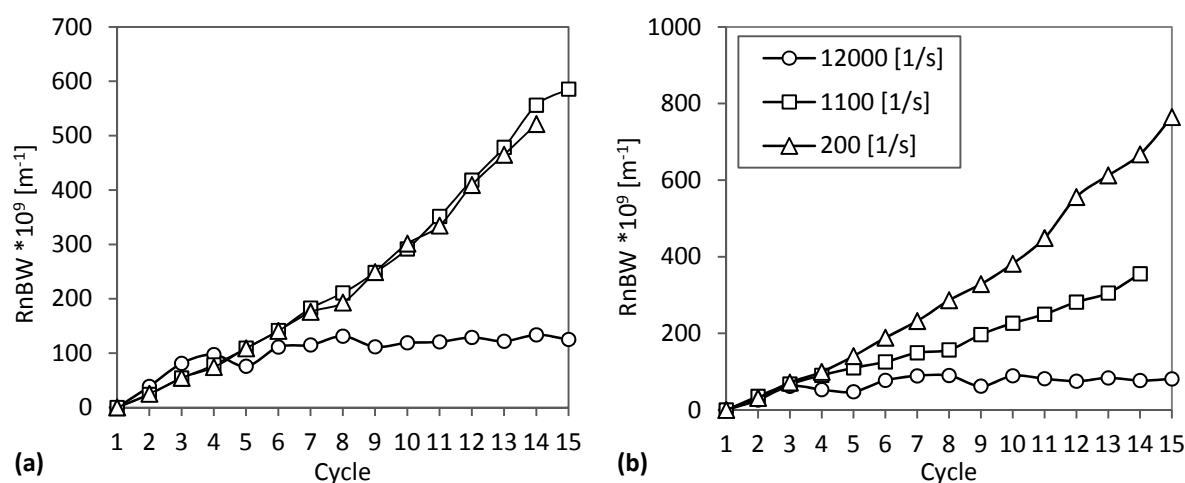 700
600
500
400
300
200
100
0
RnBW *10⁹ [m⁻¹]
1 2 3 4 5 6 7 8 9 10 11 12 13 14 15
Cycle
(a)
1000
800
600
400
200
0
RnBW *10⁹ [m⁻¹]
12000 [1/s]
1100 [1/s]
200 [1/s]
1 2 3 4 5 6 7 8 9 10 11 12 13 14 15
Cycle
(b)